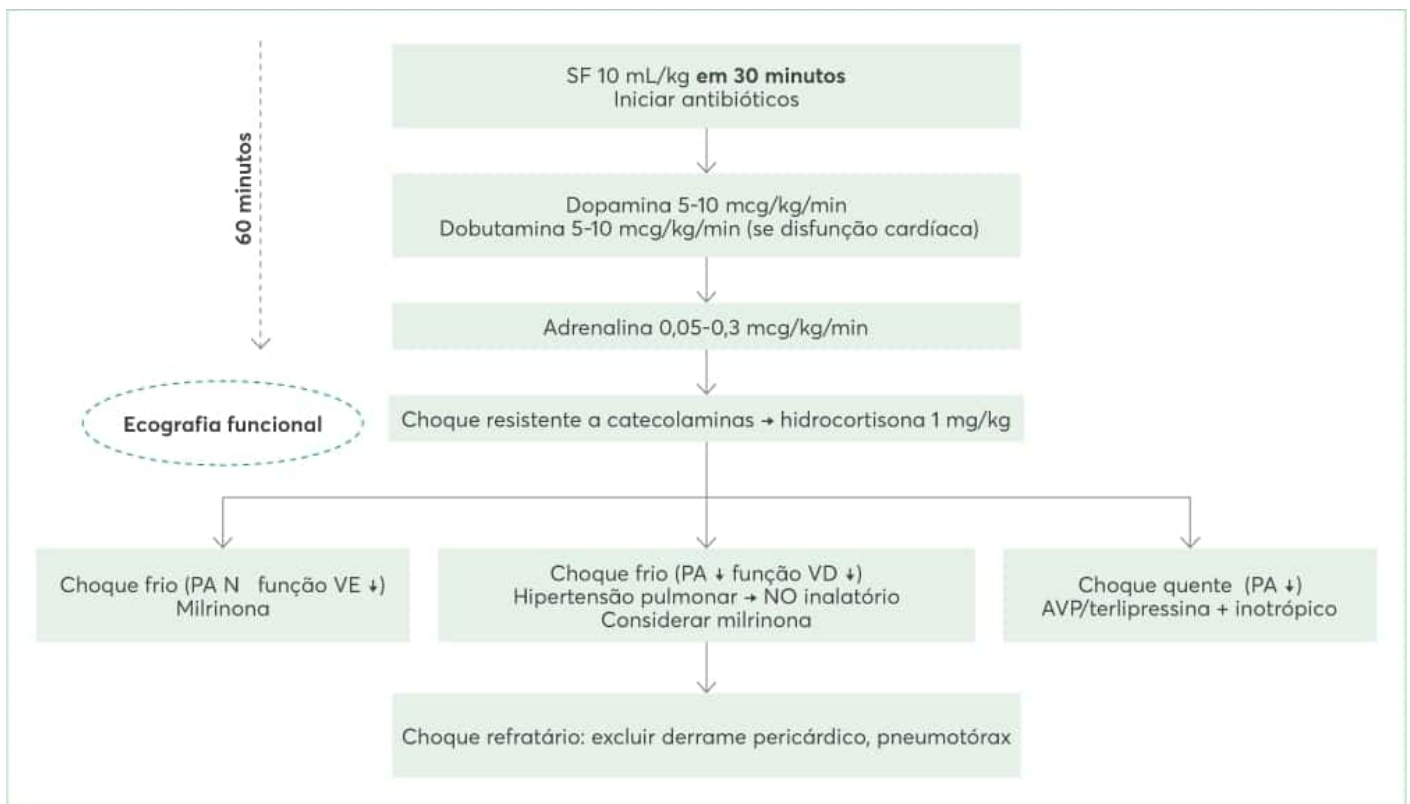 SF 10 mL/kg em 30 minutos
Iniciar antibióticos
60 minutos
Dopamina 5-10 mcg/kg/min
Dobutamina 5-10 mcg/kg/min (se disfunção cardíaca)
Adrenalina 0,05-0,3 mcg/kg/min
Ecografia funcional
Choque resistente a catecolaminas → hidrocortisona 1 mg/kg
Choque frio (PA N função VE ↓)
Milrinona
Choque frio (PA ↓ função VD ↓)
Hipertensão pulmonar → NO inalatório
Considerar milrinona
Choque quente (PA ↓)
AVP/terlipressina + inotrópico
Choque refratário: excluir derrame pericárdico, pneumotórax